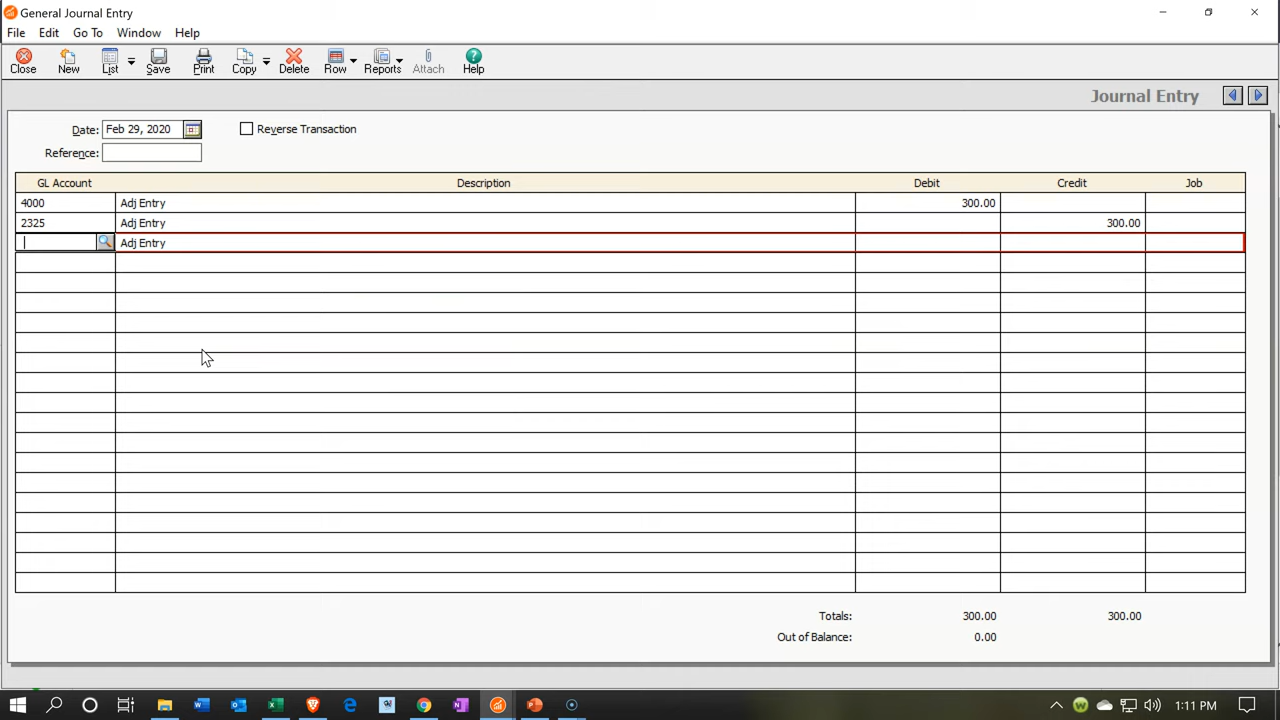 General Journal Entry
File Edit Go To Window Help
Close New List Save Print Copy Delete Row Reports Attach Help
Journal Entry
Date: Feb 29, 2020 Reverse Transaction
Reference:
GL Account Description Debit Credit Job
4000 Adj Entry 300.00
2325 Adj Entry 300.00
Adj Entry
Totals: 300.00 300.00
Out of Balance: 0.00
1:11 PM